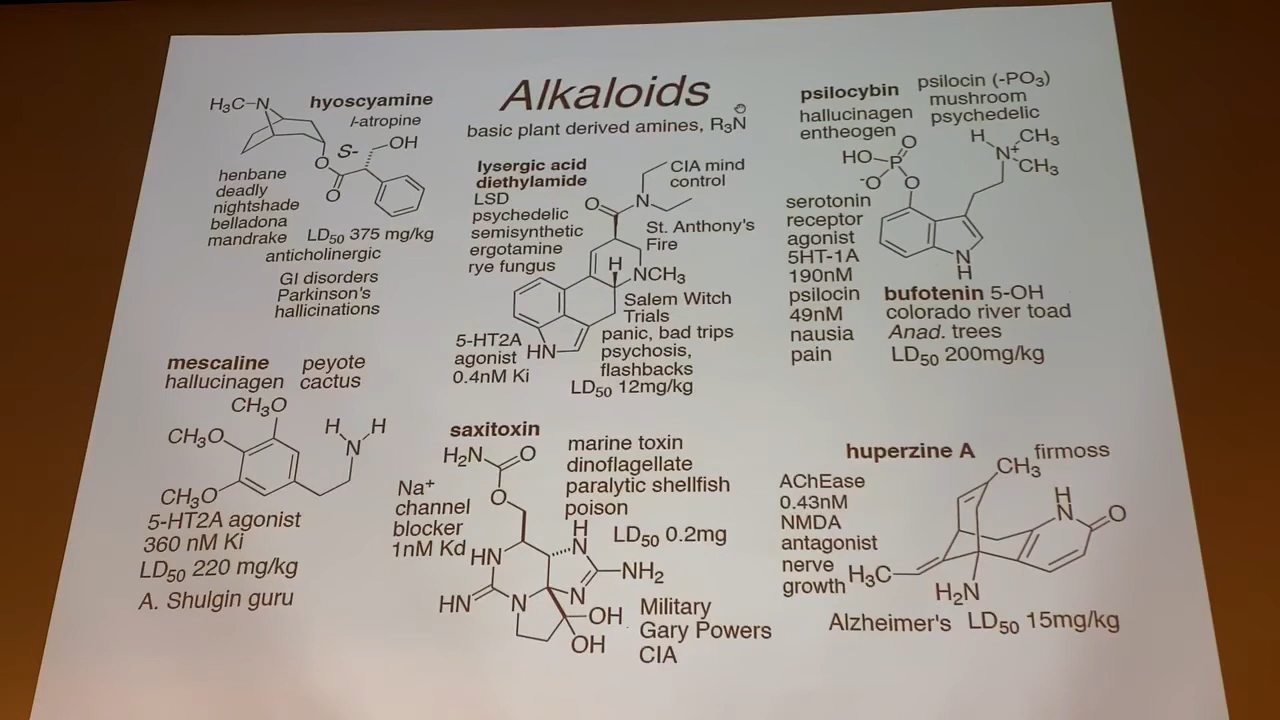 Alkaloids
basic plant derived amines, R3N
H3C-N
hyoscyamine
l-atropine
S-
OH
O
O
henbane
deadly
nightshade
belladona
mandrake
LD50 375 mg/kg
anticholinergic
GI disorders
Parkinson's
hallicinations
lysergic acid
diethylamide
LSD
psychedelic
semisynthetic
ergotamine
rye fungus
CIA mind
control
O
N
St. Anthony's
Fire
H
NCH3
Salem Witch
Trials
panic, bad trips
psychosis,
flashbacks
LD50 12mg/kg
5-HT2A
agonist
0.4nM Ki
HN
psilocybin
psilocin (-PO3)
mushroom
psychedelic
hallucinagen
entheogen
H
CH3
N+
CH3
HO
P
O
-O
O
N
H
serotonin
receptor
agonist
5HT-1A
190nM
psilocin
49nM
nausia
pain
bufotenin 5-OH
colorado river toad
Anad. trees
LD50 200mg/kg
mescaline
peyote
hallucinagen
cactus
CH3O
CH3O
CH3O
H
H
N
5-HT2A agonist
360 nM Ki
LD50 220 mg/kg
A. Shulgin guru
saxitoxin
H2N
O
O
marine toxin
dinoflagellate
paralytic shellfish
poison
LD50 0.2mg
Na+
channel
blocker
1nM Kd
HN
H
N
NH2
N
HN
N
OH
OH
Military
Gary Powers
CIA
huperzine A
firmoss
CH3
H
N
O
H3C
H2N
AChEase
0.43nM
NMDA
antagonist
nerve
growth
Alzheimer's LD50 15mg/kg